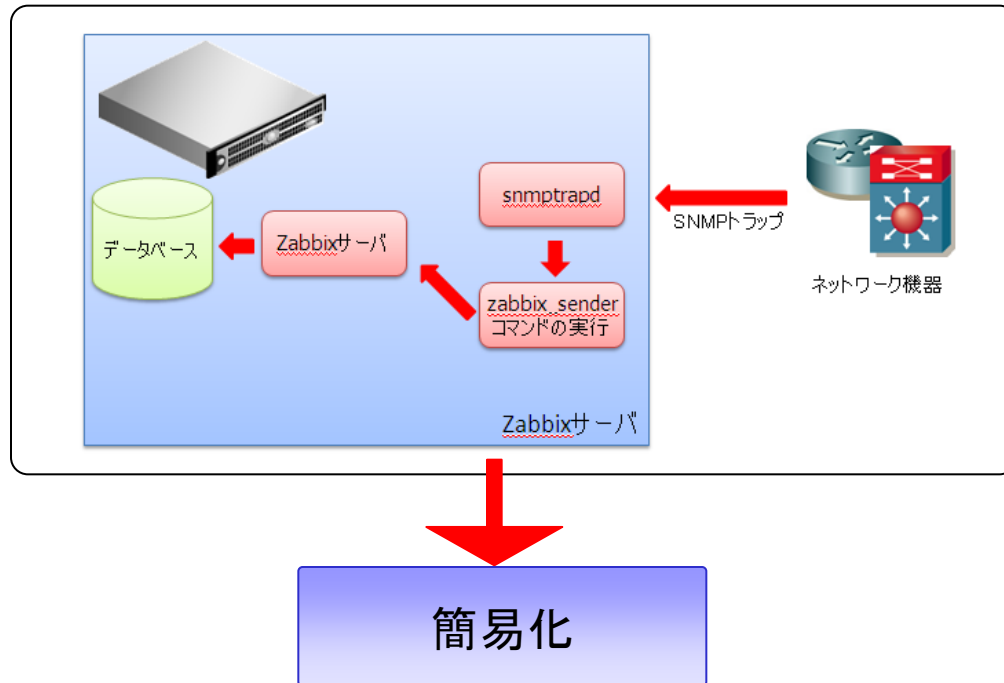 snmptrapd
SNMPトラップ
データベース
Zabbixサーバ
ネットワーク機器
zabbix_sender
コマンドの実行
Zabbixサーバ
簡易化